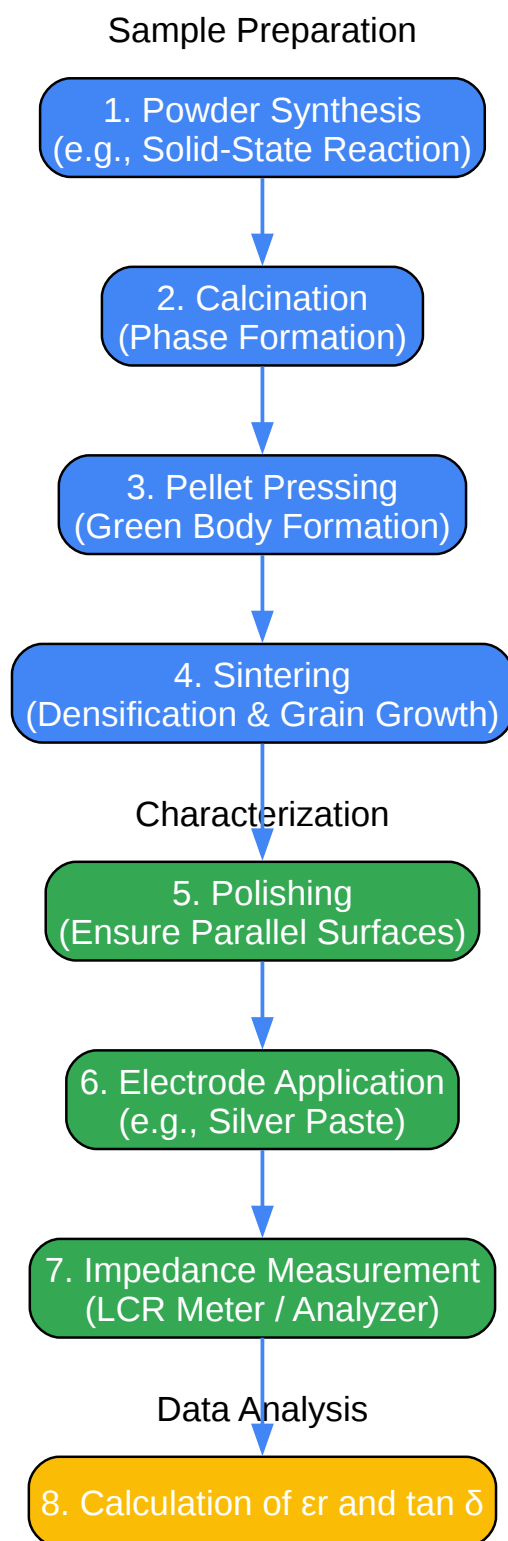 Sample Preparation
1. Powder Synthesis
(e.g., Solid-State Reaction)
2. Calcination
(Phase Formation)
3. Pellet Pressing
(Green Body Formation)
4. Sintering
(Densification & Grain Growth)
Characterization
5. Polishing
(Ensure Parallel Surfaces)
6. Electrode Application
(e.g., Silver Paste)
7. Impedance Measurement
(LCR Meter / Analyzer)
Data Analysis
8. Calculation of εr and tan δ